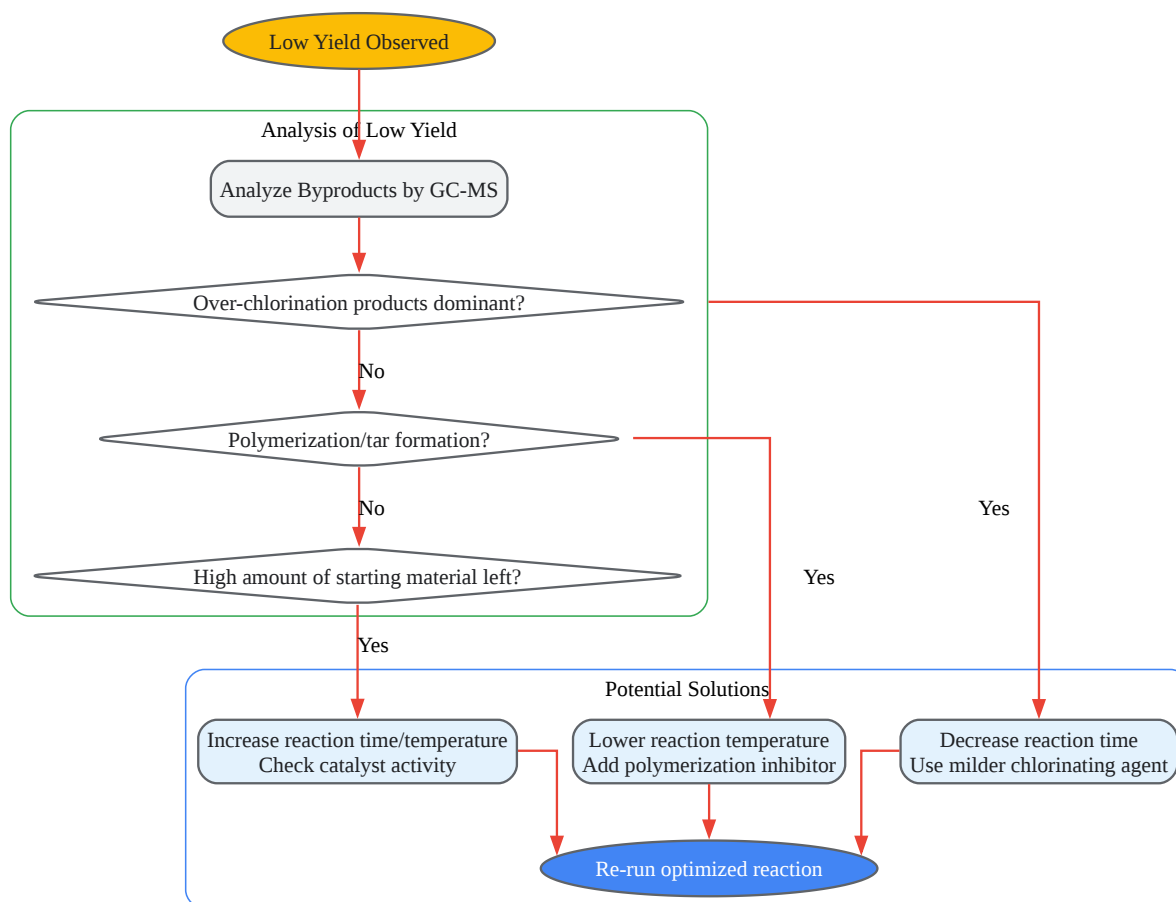 Low Yield Observed
Analysis of Low Yield
Analyze Byproducts by GC-MS
Over-chlorination products dominant?
No
Polymerization/tar formation?
No
Yes
High amount of starting material left?
Yes
Yes
Potential Solutions
Increase reaction time/temperature
Check catalyst activity
Lower reaction temperature
Add polymerization inhibitor
Decrease reaction time
Use milder chlorinating agent
Re-run optimized reaction